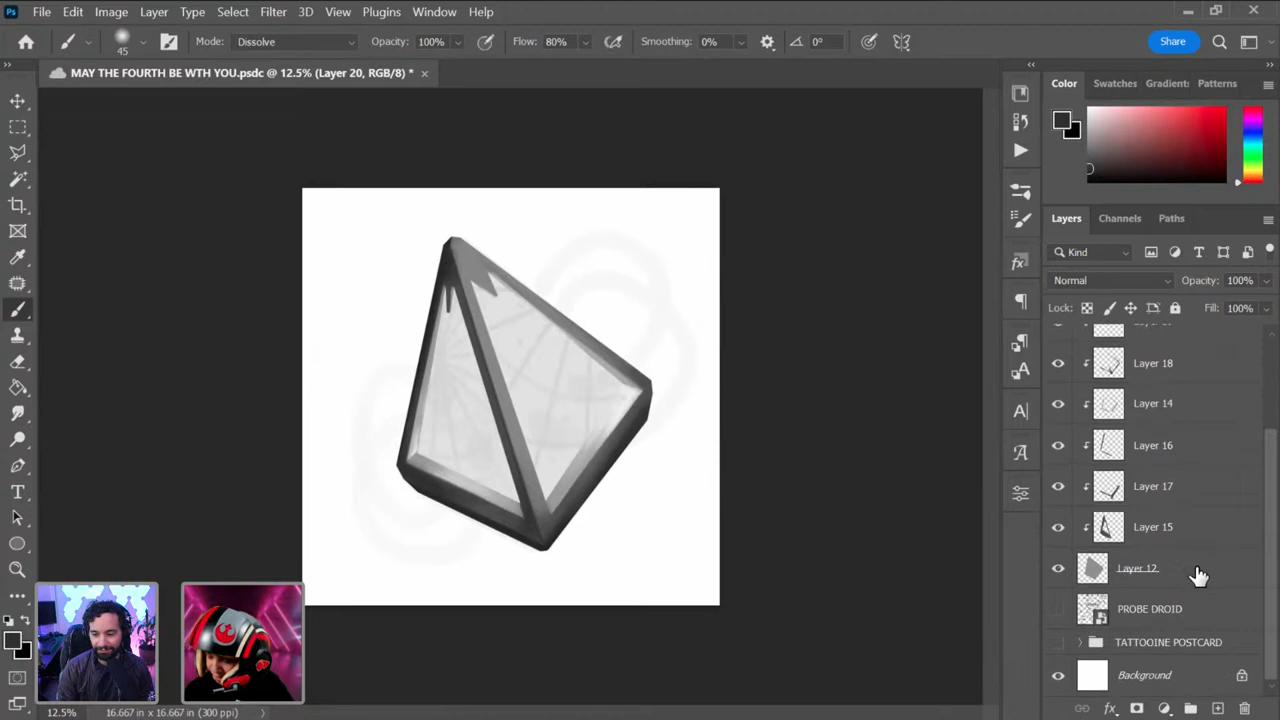 Ps File Edit Image Layer Type Select Filter 3D View Plugins Window Help
45 Mode: Dissolve Opacity: 100% Flow: 80% Smoothing: 0% 0° Share
MAY THE FOURTH BE WTH YOU.psdc @ 12.5% (Layer 20, RGB/8) *
Color Swatches Gradients Patterns
Layers Channels Paths
Kind
Normal Opacity: 100%
Lock: Fill: 100%
Layer 18
Layer 14
Layer 16
Layer 17
Layer 15
Layer 12
PROBE DROID
TATTOOINE POSTCARD
Background
12.5% 16.667 in x 16.667 in (300 ppi)